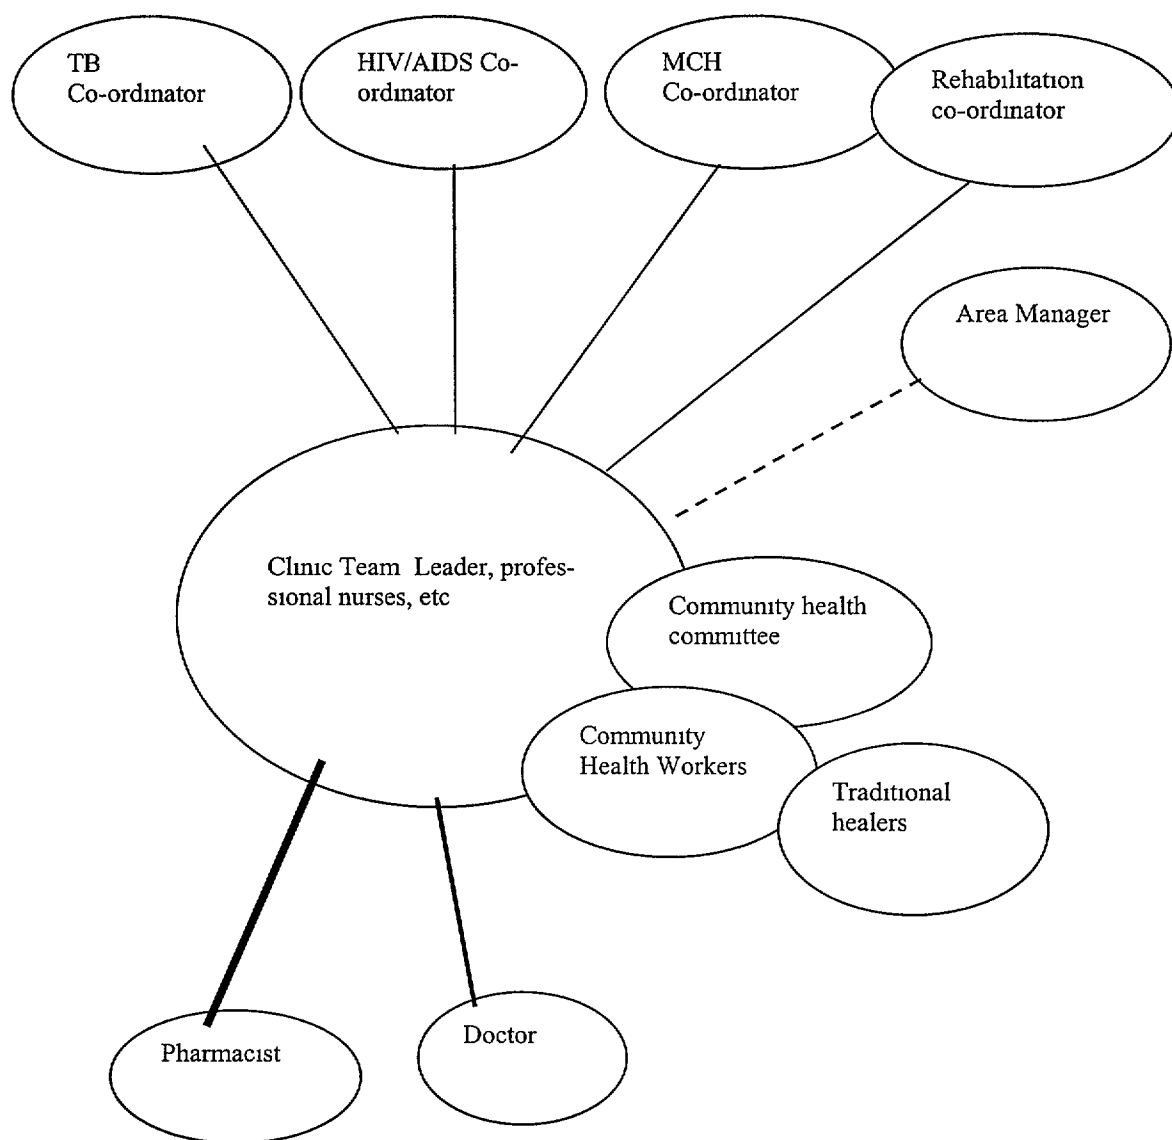 TB
Co-ordinator
HIV/AIDS Co-
ordinator
MCH
Co-ordinator
Rehabilitation
co-ordinator
Area Manager
Clinic Team Leader, profes-
sional nurses, etc
Community health
committee
Community
Health Workers
Traditional
healers
Pharmacist
Doctor